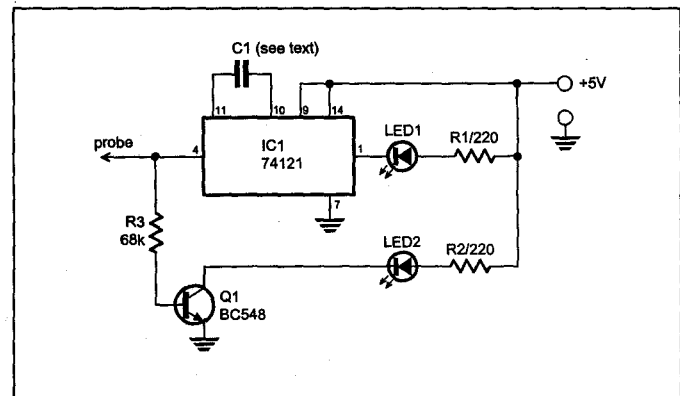 C1 (see text)
+5V
11
10
9
14
LED1
R1/220
probe
4
IC1
74121
1
7
R3
68k
LED2
R2/220
Q1
BC548